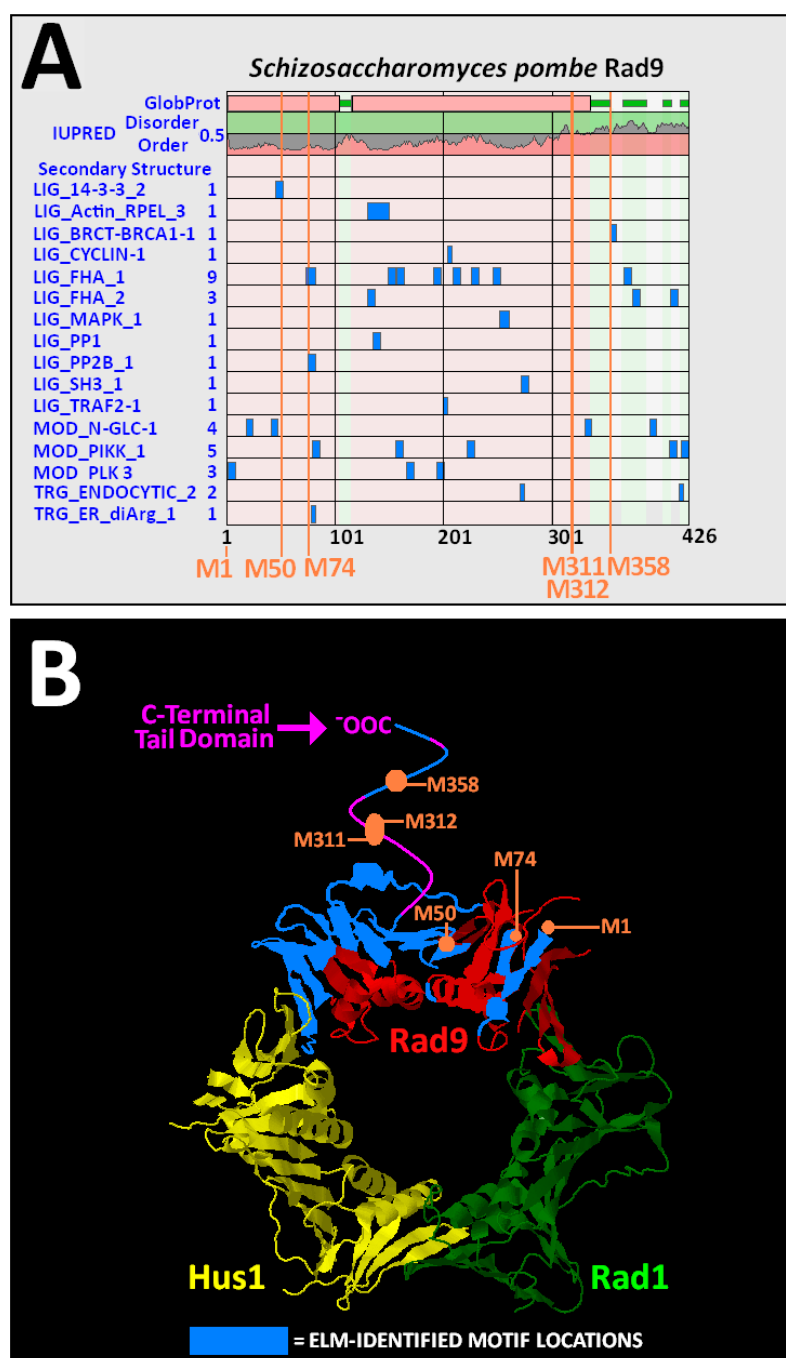 A
Schizosaccharomyces pombe Rad9
GlobProt
IUPRED Disorder 0.5
Order
Secondary Structure
LIG_14-3-3_2 1
LIG_Actin_RPEL_3 1
LIG_BRCT-BRCA1-1 1
LIG_CYCLIN-1 1
LIG_FHA_1 9
LIG_FHA_2 3
LIG_MAPK_1 1
LIG_PP1 1
LIG_PP2B_1 1
LIG_SH3_1 1
LIG_TRAF2-1 1
MOD_N-GLC-1 4
MOD_PIKK_1 5
MOD_PLK 3 3
TRG_ENDOCYTIC_2 2
TRG_ER_diArg_1 1
1 101 201 301 426
M1 M50 M74 M311 M358
M312
B
C-Terminal
Tail Domain
⁻OOC
M358
M312
M311
M74
M50
M1
Rad9
Hus1
Rad1
= ELM-IDENTIFIED MOTIF LOCATIONS